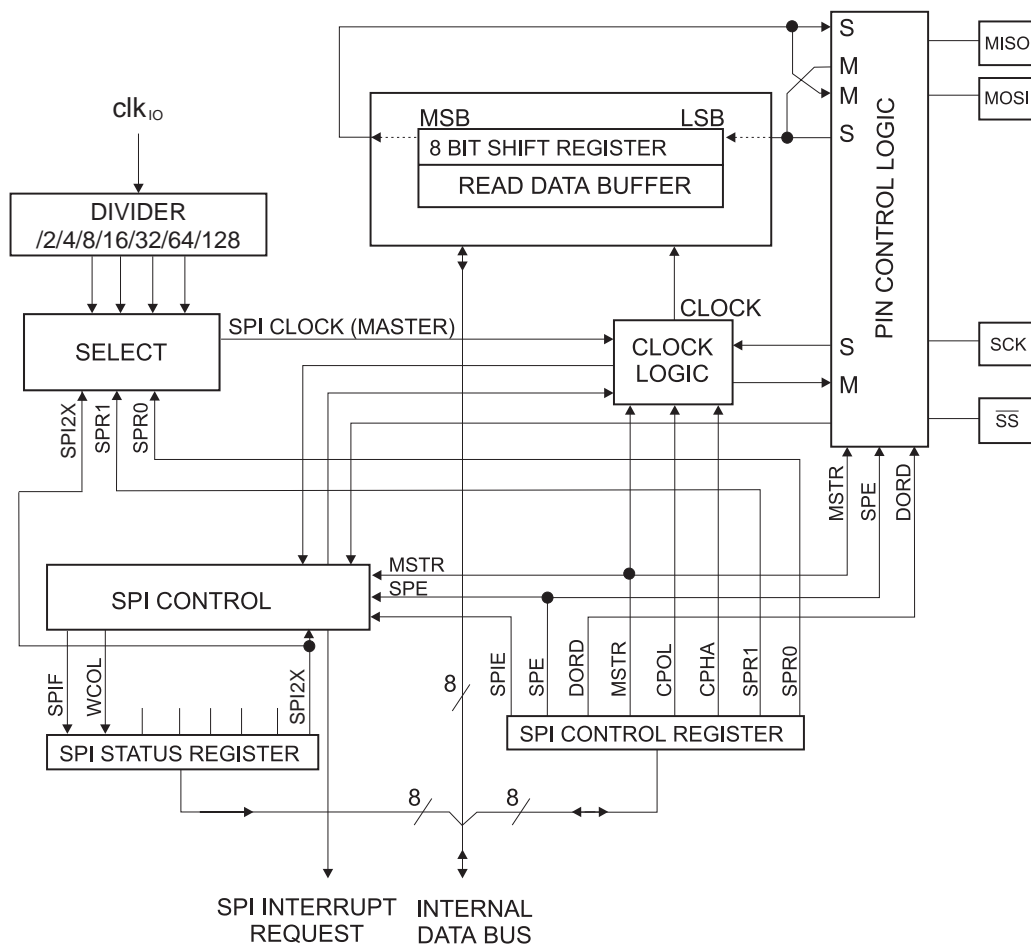 S
MISO
M
MOSI
M
clk IO
MSB
LSB
S
8 BIT SHIFT REGISTER
READ DATA BUFFER
DIVIDER
/2/4/8/16/32/64/128
PIN CONTROL LOGIC
CLOCK
SPI CLOCK (MASTER)
SELECT
CLOCK
LOGIC
S
SCK
M
SPI2X
SPR1
SPR0
SS
MSTR
SPE
DORD
MSTR
SPE
SPI CONTROL
SPIF
WCOL
SPI2X
8
SPIE
SPE
DORD
MSTR
CPOL
CPHA
SPR1
SPR0
SPI STATUS REGISTER
SPI CONTROL REGISTER
8
8
SPI INTERRUPT
REQUEST
INTERNAL
DATA BUS